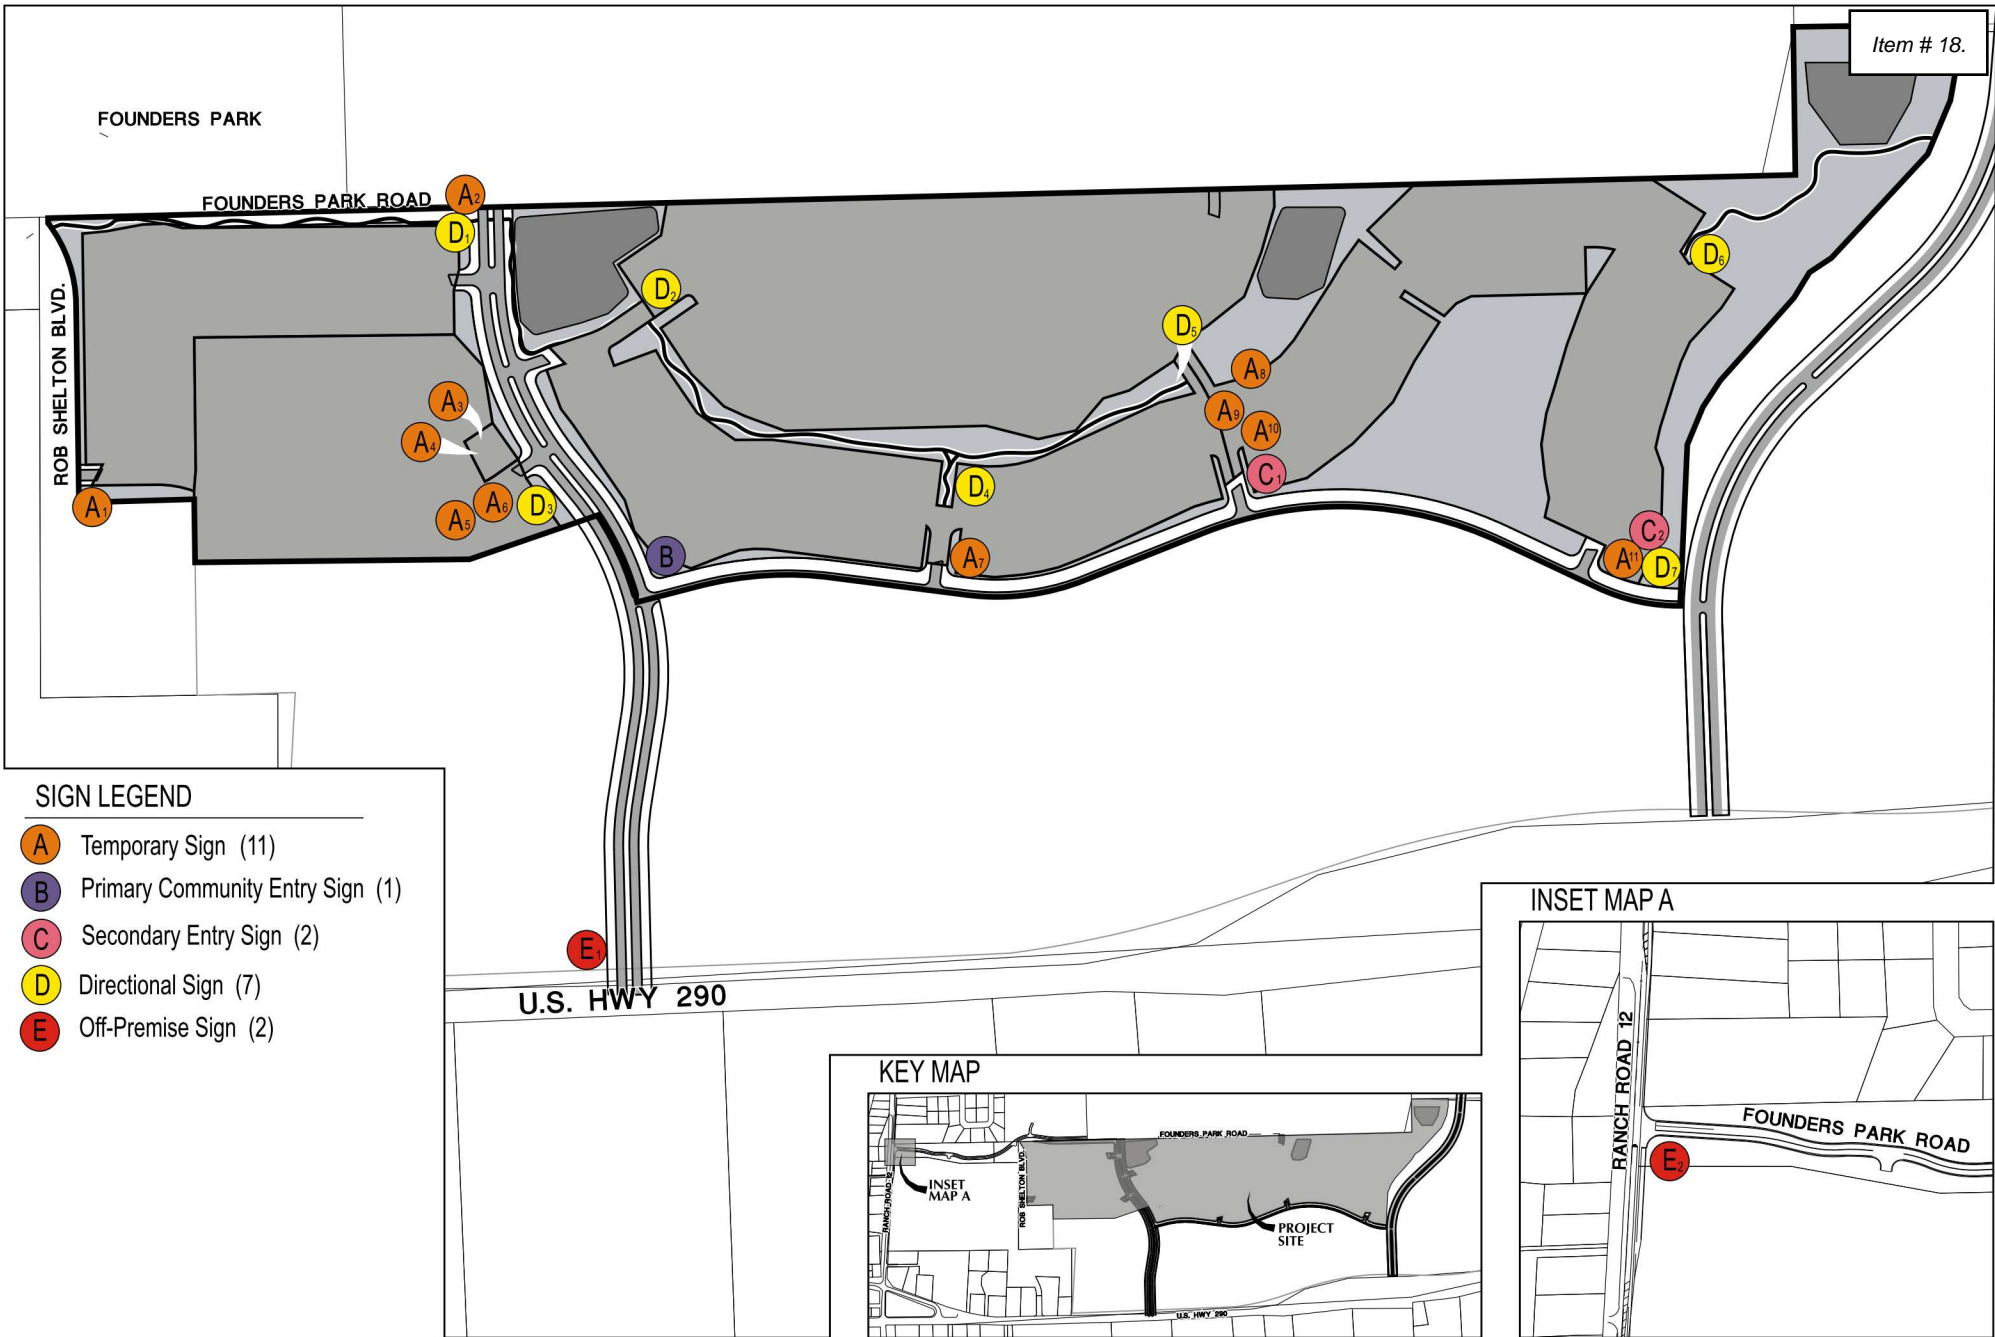 Item # 18.
FOUNDERS PARK
FOUNDERS PARK ROAD
ROB SHELTON BLVD.
A2
D1
D2
D6
D5
A8
A3
A9
A4
A10
C1
D4
A1
A6
D3
A5
C2
B
A7
A11
D7
SIGN LEGEND
A Temporary Sign (11)
B Primary Community Entry Sign (1)
C Secondary Entry Sign (2)
D Directional Sign (7)
E Off-Premise Sign (2)
E1
U.S. HWY 290
KEY MAP
FOUNDERS PARK ROAD
RANCH ROAD 12
ROB SHELTON BLVD.
INSET
MAP A
PROJECT
SITE
U.S. HWY 290
INSET MAP A
RANCH ROAD 12
FOUNDERS PARK ROAD
E2